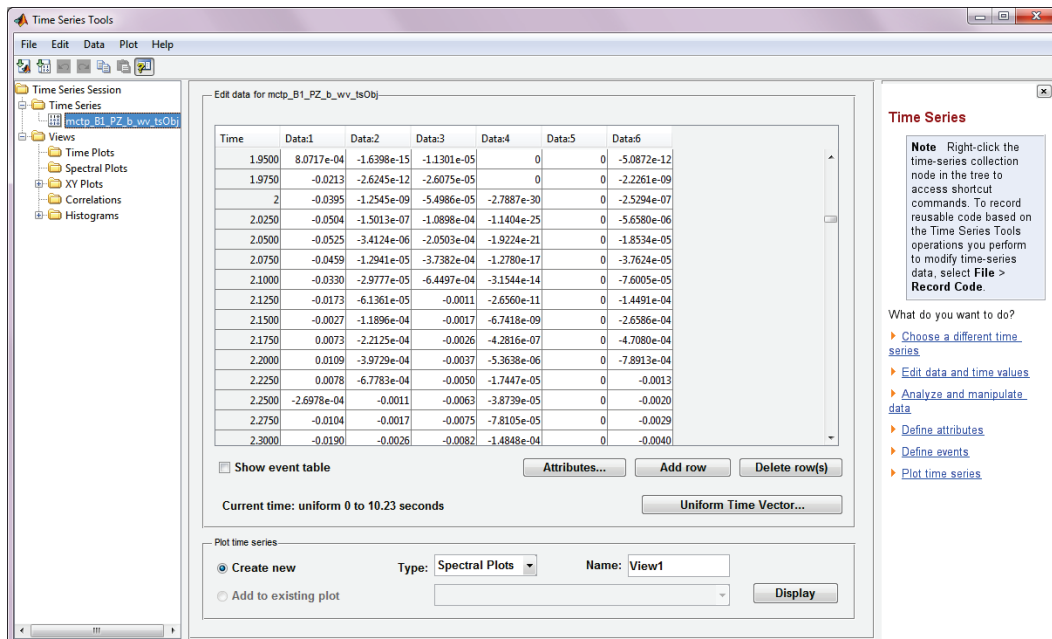 Time Series Tools
File Edit Data Plot Help
Time Series Session
Time Series
mctp_B1_PZ_b_wv_tsObj
Views
Time Plots
Spectral Plots
XY Plots
Correlations
Histograms
Edit data for mctp_B1_PZ_b_wv_tsObj
Time Data:1 Data:2 Data:3 Data:4 Data:5 Data:6
1.9500 8.0717e-04 -1.6398e-15 -1.1301e-05 0 0 -5.0872e-12
1.9750 -0.0213 -2.6245e-12 -2.6075e-05 0 0 -2.2261e-09
2 -0.0395 -1.2545e-09 -5.4986e-05 -2.7887e-30 0 -2.5294e-07
2.0250 -0.0504 -1.5013e-07 -1.0898e-04 -1.1404e-25 0 -5.6580e-06
2.0500 -0.0525 -3.4124e-06 -2.0503e-04 -1.9224e-21 0 -1.8534e-05
2.0750 -0.0459 -1.2941e-05 -3.7382e-04 -1.2780e-17 0 -3.7624e-05
2.1000 -0.0330 -2.9777e-05 -6.4497e-04 -3.1544e-14 0 -7.6005e-05
2.1250 -0.0173 -6.1361e-05 -0.0011 -2.6560e-11 0 -1.4491e-04
2.1500 -0.0027 -1.1896e-04 -0.0017 -6.7418e-09 0 -2.6586e-04
2.1750 0.0073 -2.2125e-04 -0.0026 -4.2816e-07 0 -4.7080e-04
2.2000 0.0109 -3.9729e-04 -0.0037 -5.3638e-06 0 -7.8913e-04
2.2250 0.0078 -6.7783e-04 -0.0050 -1.7447e-05 0 -0.0013
2.2500 -2.6978e-04 -0.0011 -0.0063 -3.8739e-05 0 -0.0020
2.2750 -0.0104 -0.0017 -0.0075 -7.8105e-05 0 -0.0029
2.3000 -0.0190 -0.0026 -0.0082 -1.4848e-04 0 -0.0040
Show event table Attributes... Add row Delete row(s)
Current time: uniform 0 to 10.23 seconds Uniform Time Vector...
Plot time series
Create new Type: Spectral Plots Name: View1
Add to existing plot Display
Time Series
Note Right-click the
time-series collection
node in the tree to
access shortcut
commands. To record
reusable code based on
the Time Series Tools
operations you perform
to modify time-series
data, select File >
Record Code.
What do you want to do?
Choose a different time
series
Edit data and time values
Analyze and manipulate
data
Define attributes
Define events
Plot time series